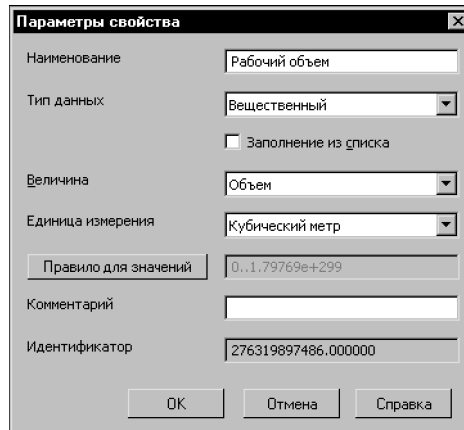 Параметры свойства
Наименование Рабочий объем
Тип данных Вещественный
Заполнение из списка
Величина Объем
Единица измерения Кубический метр
Правило для значений 0..1.79769e+299
Комментарий
Идентификатор 276319897486.000000
OK Отмена Справка